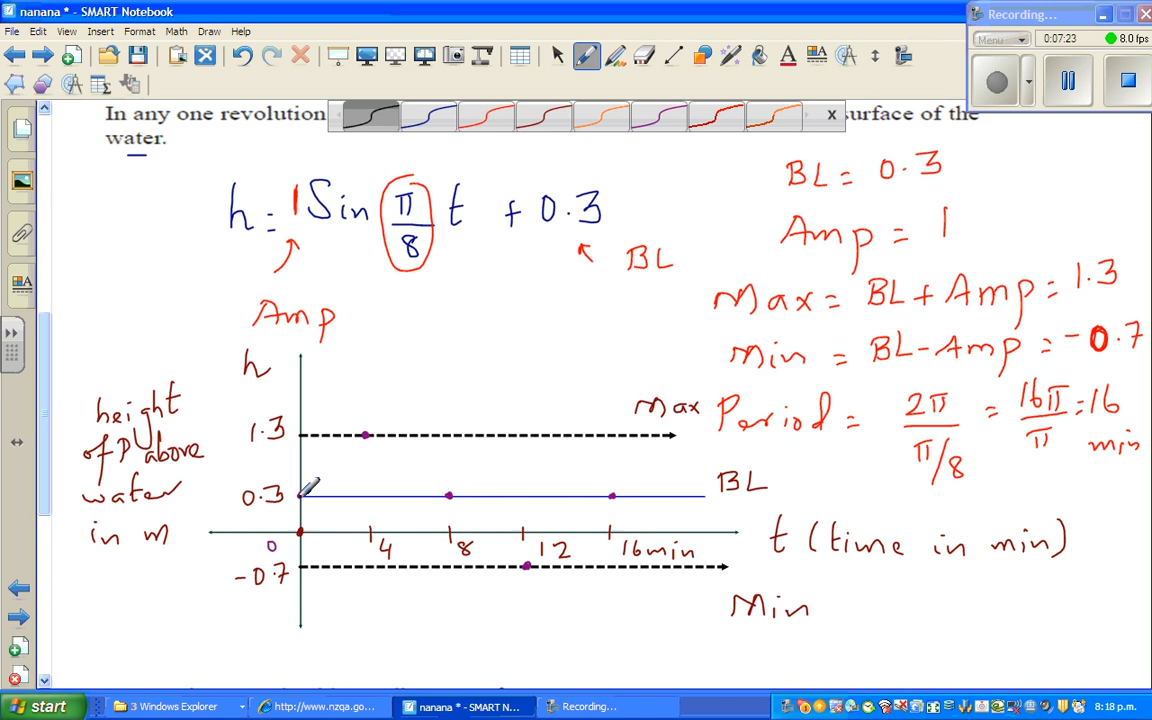 nanana * - SMART Notebook
Recording...
File Edit View Insert Format Math Draw Help
Menu
0:07:23
8.0 fps
In any one revolution
surface of the
water.
x
h = 1 Sin π/8 t + 0.3
BL
Amp
BL = 0.3
Amp = 1
Max = BL + Amp = 1.3
Min = BL - Amp = -0.7
Period = 2π / π/8 = 16π/π = 16 min
h
height of P above water in m
1.3
Max
0.3
BL
0
4
8
12
16min
t (time in min)
-0.7
Min
start
3 Windows Explorer
http://www.nzqa.go...
nanana * - SMART N...
Recording...
8:18 p.m.